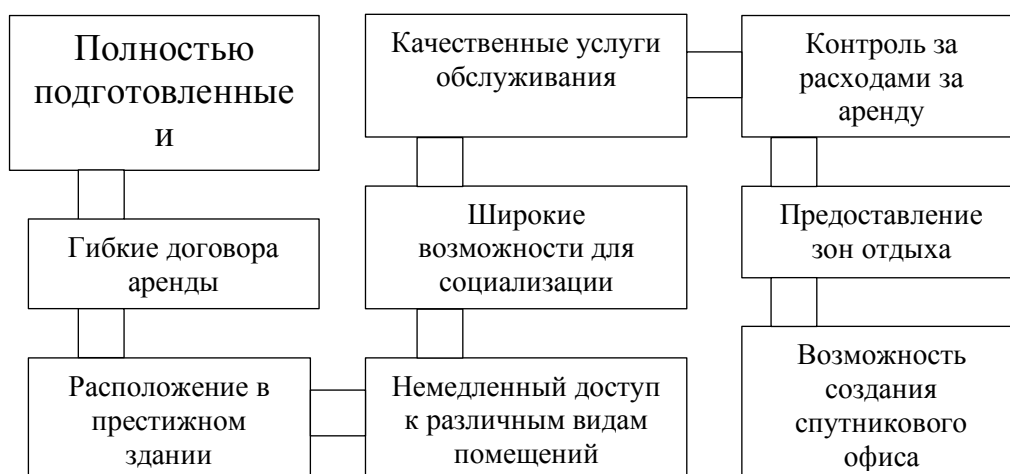 Полностью
подготовленные
и
Гибкие договора
аренды
Расположение в
престижном
здании
Немедленный доступ
к различным видам
помещений
Широкие
возможности для
социализации
Качественные услуги
обслуживания
Контроль за
расходами за
аренду
Предоставление
зон отдыха
Возможность
создания
спутникового
офиса